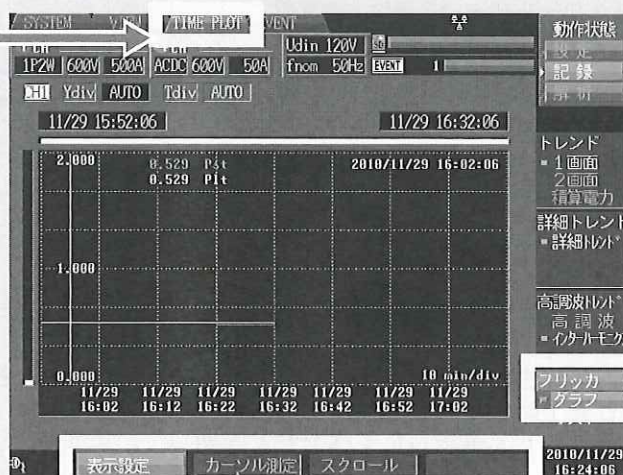 SYSTEM VIEW TIME PLOT EVENT
1P2W 600V 500A ACDC 600V 50A
Udin 120V
fnom 50Hz EVENT 1
CH1 Ydiv AUTO Tdiv AUTO
11/29 15:52:06 11/29 16:32:06
2.000 0.529 Pst 2010/11/29 16:02:06
0.529 Plt
1.000
0.000 10 min/div
11/29 11/29 11/29 11/29 11/29 11/29 11/29
16:02 16:12 16:22 16:32 16:42 16:52 17:02
表示設定 カーソル測定 スクロール
動作状態
設定
記録
解析
トレンド
1画面
2画面
積算電力
詳細トレンド
詳細トレンド
高調波トレンド
高調波
インターハーモニクス
フリッカ
グラフ
2010/11/29
16:24:06